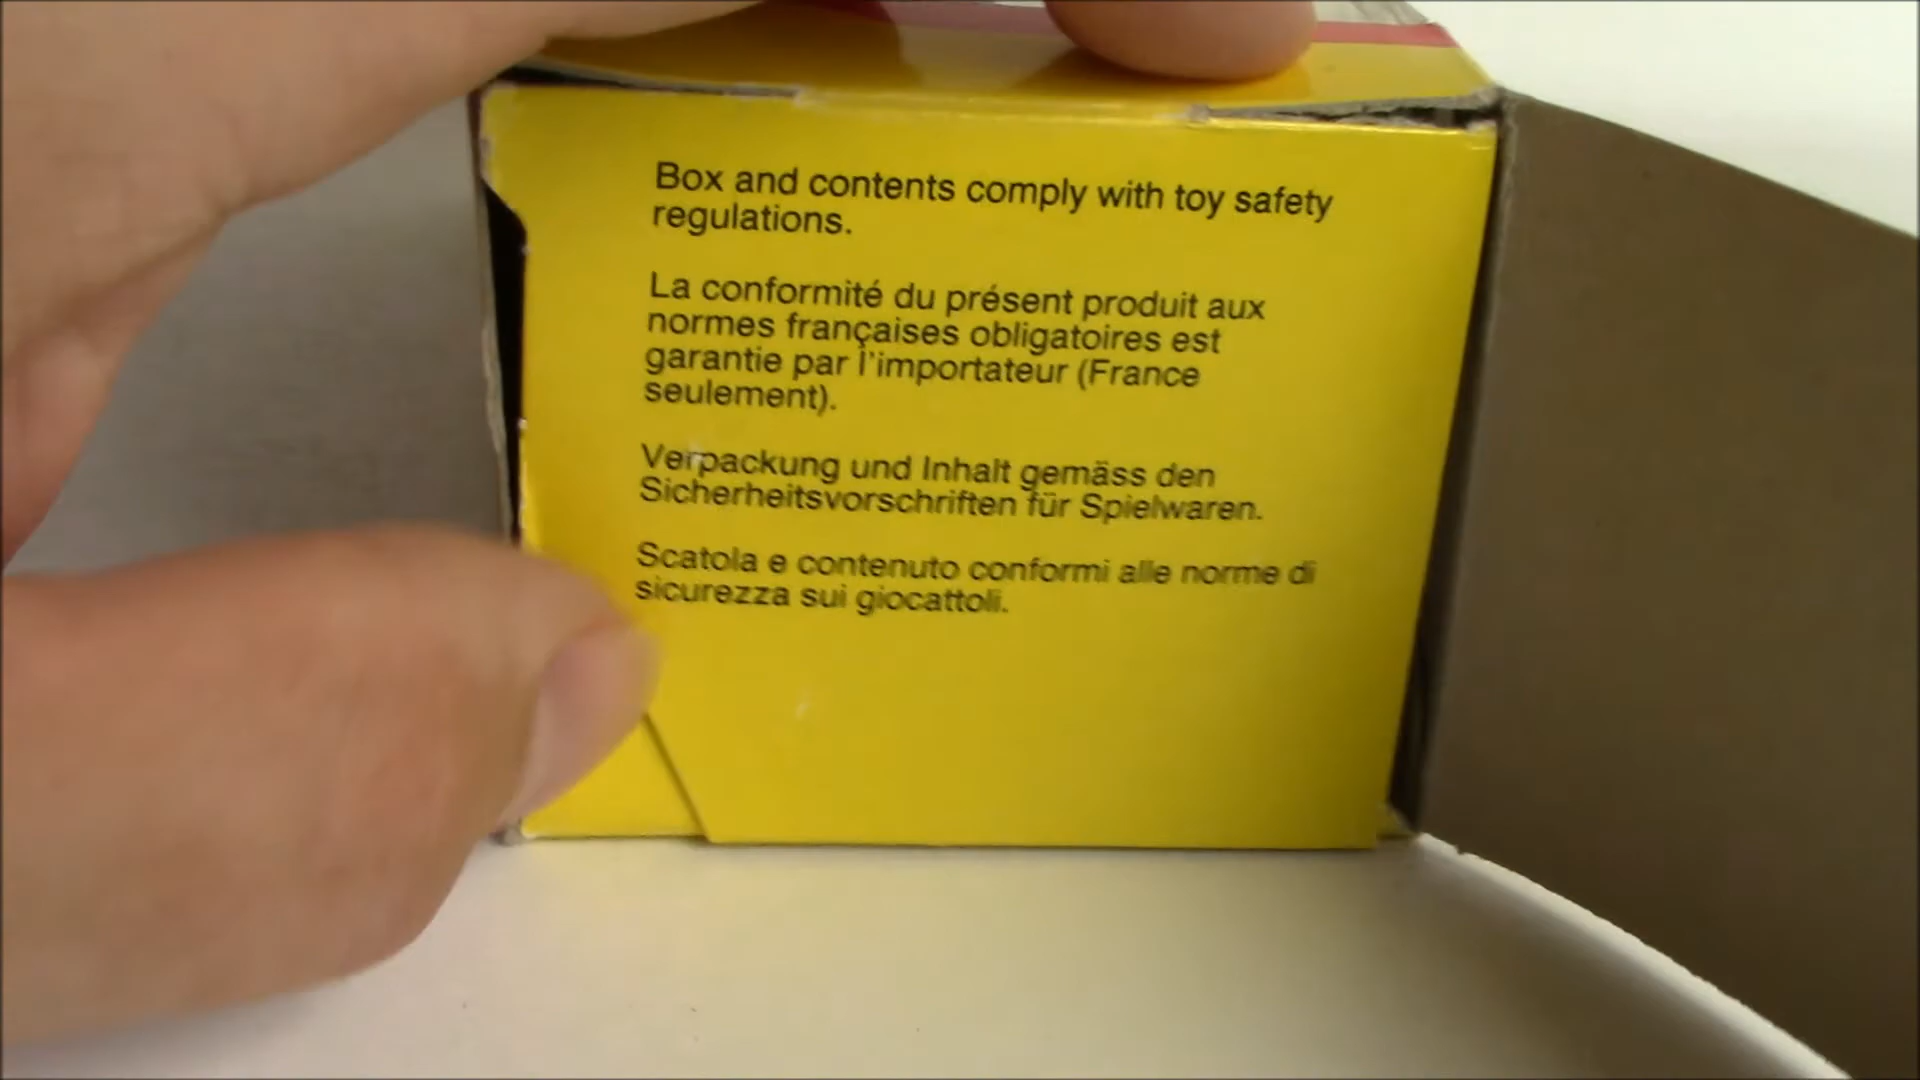 Box and contents comply with toy safety
regulations.
La conformité du présent produit aux
normes françaises obligatoires est
garantie par l'importateur (France
seulement).
Verpackung und Inhalt gemäss den
Sicherheitsvorschriften für Spielwaren.
Scatola e contenuto conformi alle norme di
sicurezza sui giocattoli.